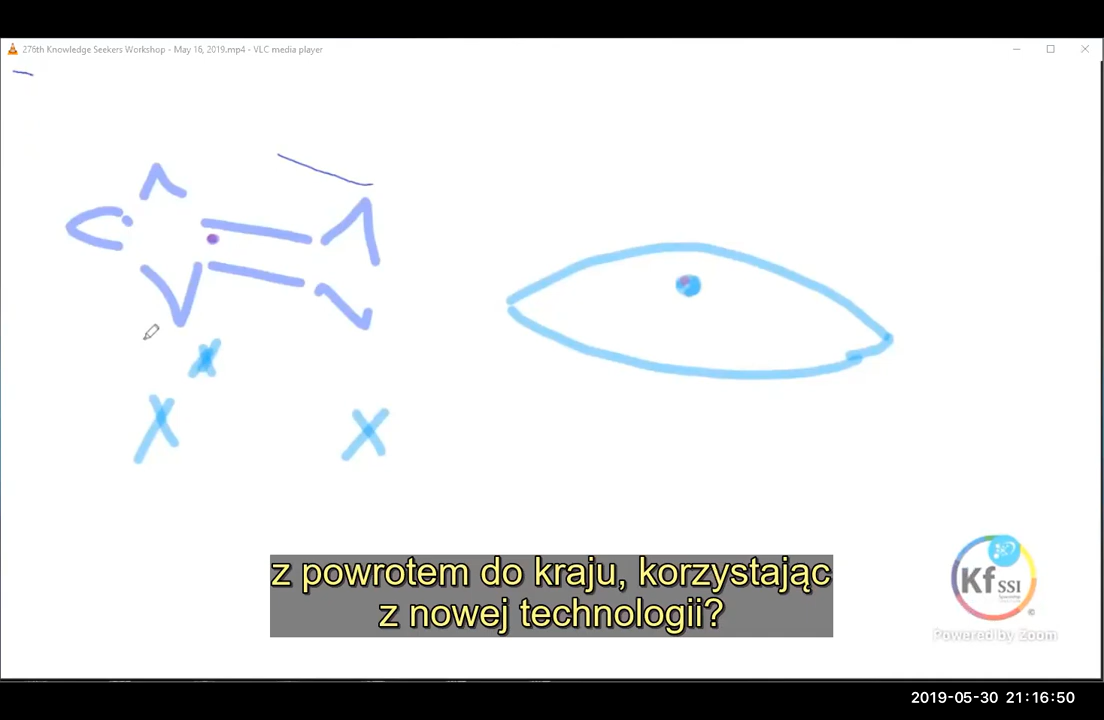 276th Knowledge Seekers Workshop - May 16, 2019.mp4 - VLC media player
x
X
X
z powrotem do kraju, korzystając
z nowej technologii?
Kf SSI
©
Powered by Zoom
2019-05-30 21:16:50